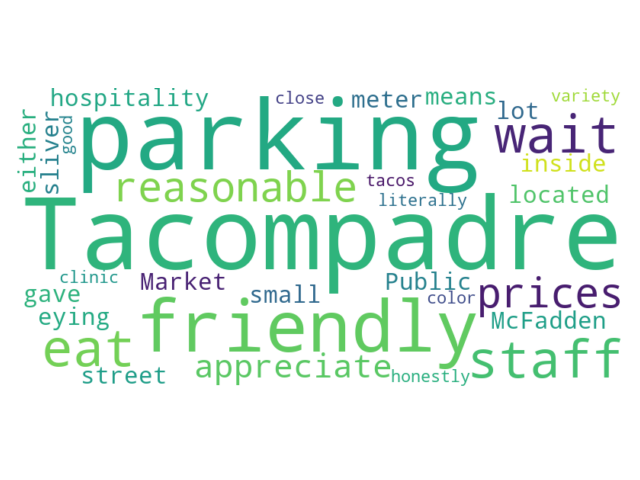 hospitality close meter means variety
either sliver good parking lot wait
reasonable tacos literally inside located
Tacompadre
clinic Market Public color prices
gave eying small friendly McFadden
eat appreciate staff
street honestly